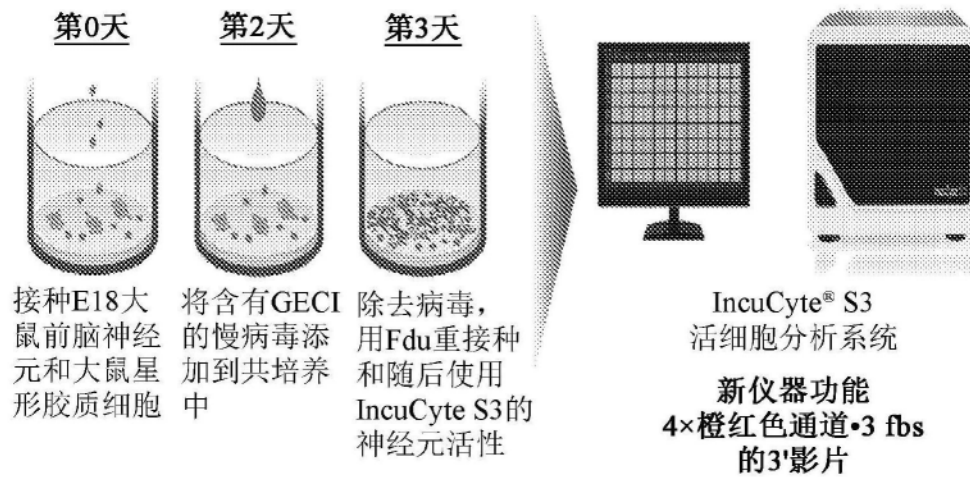 第0天
第2天
第3天
接种E18大
鼠前脑神经
元和大鼠星
形胶质细胞
将含有GECI
的慢病毒添
加到共培养
中
除去病毒，
用Fdu重接种
和随后使用
IncuCyte S3的
神经元活性
IncuCyte® S3
活细胞分析系统
新仪器功能
4×橙红色通道•3 fbs
的3'影片